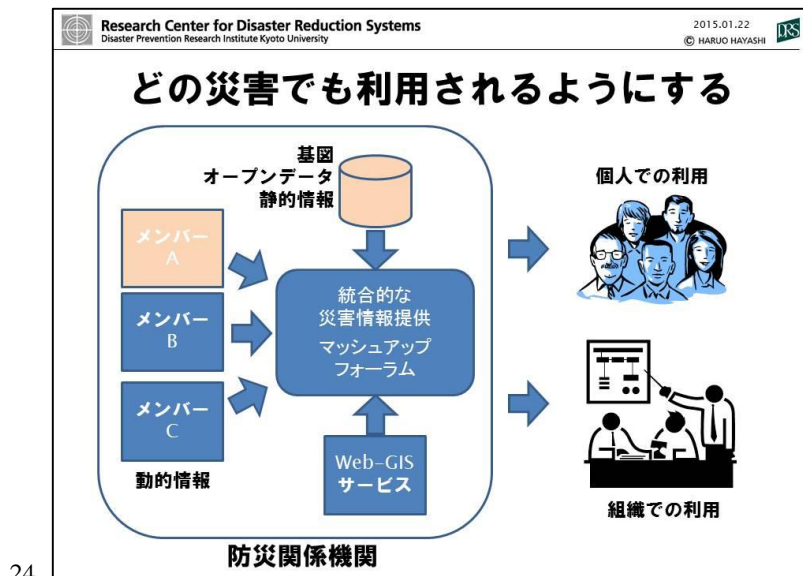 Research Center for Disaster Reduction Systems
Disaster Prevention Research Institute Kyoto University
2015.01.22
© HARUO HAYASHI
DRS
どの災害でも利用されるようにする
基図
オープンデータ
静的情報
メンバー
A
メンバー
B
メンバー
C
動的情報
統合的な
災害情報提供
マッシュアップ
フォーラム
Web-GIS
サービス
防災関係機関
個人での利用
組織での利用
24